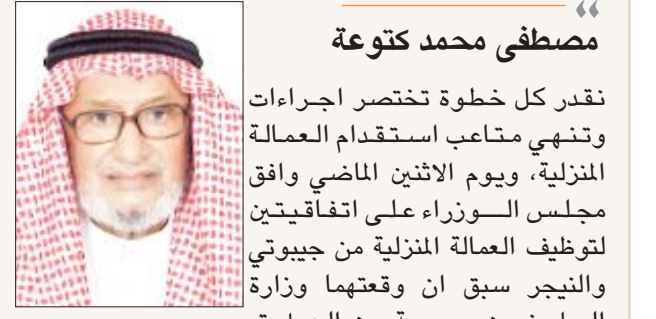 مصطفى محمد كتوعة
نقدر كل خطوة تختصر اجراءات
وتنهي متاعب استقدام العمالة
المنزلية، ويوم الاثنين الماضي وافق
مجلس الوزراء على اتفاقيتين
لتوظيف العمالة المنزلية من جيبوتي
والنيجر سبق ان وقعتهما وزارة